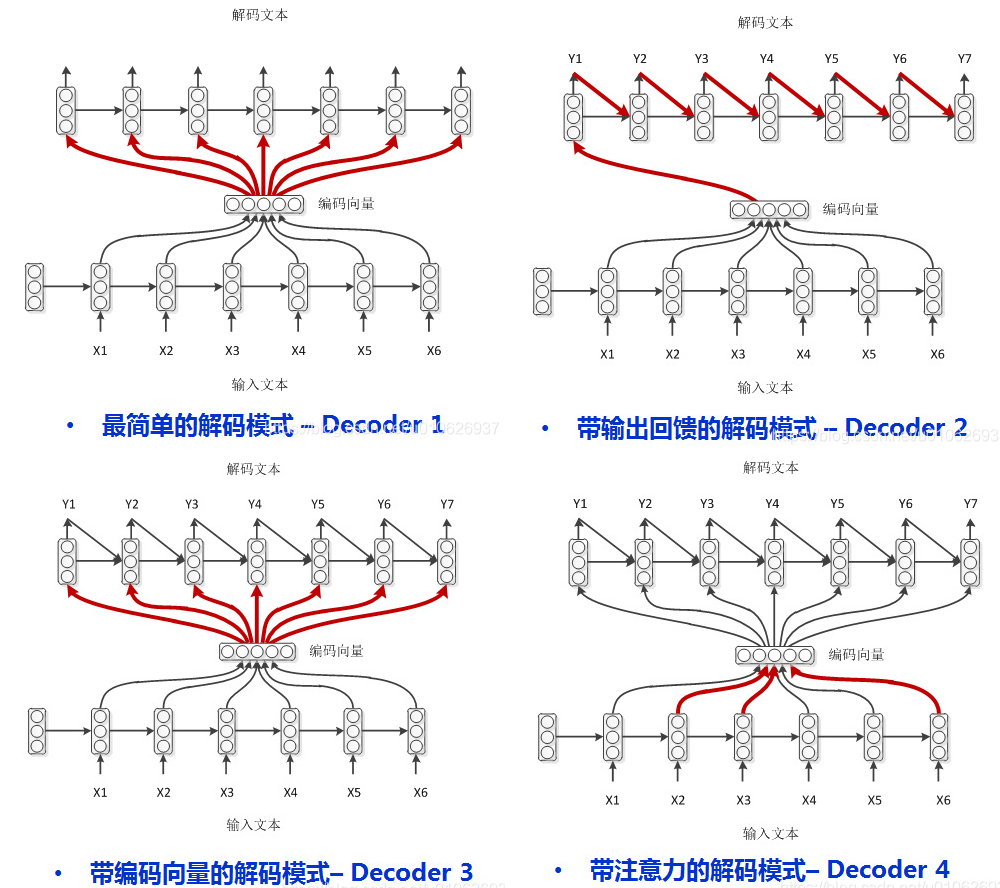 解码文本
编码向量
X1 X2 X3 X4 X5 X6
输入文本
• 最简单的解码模式 – Decoder 1
解码文本
Y1 Y2 Y3 Y4 Y5 Y6 Y7
编码向量
X1 X2 X3 X4 X5 X6
输入文本
• 带输出回馈的解码模式 – Decoder 2
解码文本
Y1 Y2 Y3 Y4 Y5 Y6 Y7
编码向量
X1 X2 X3 X4 X5 X6
输入文本
• 带编码向量的解码模式– Decoder 3
解码文本
Y1 Y2 Y3 Y4 Y5 Y6 Y7
编码向量
X1 X2 X3 X4 X5 X6
输入文本
• 带注意力的解码模式– Decoder 4